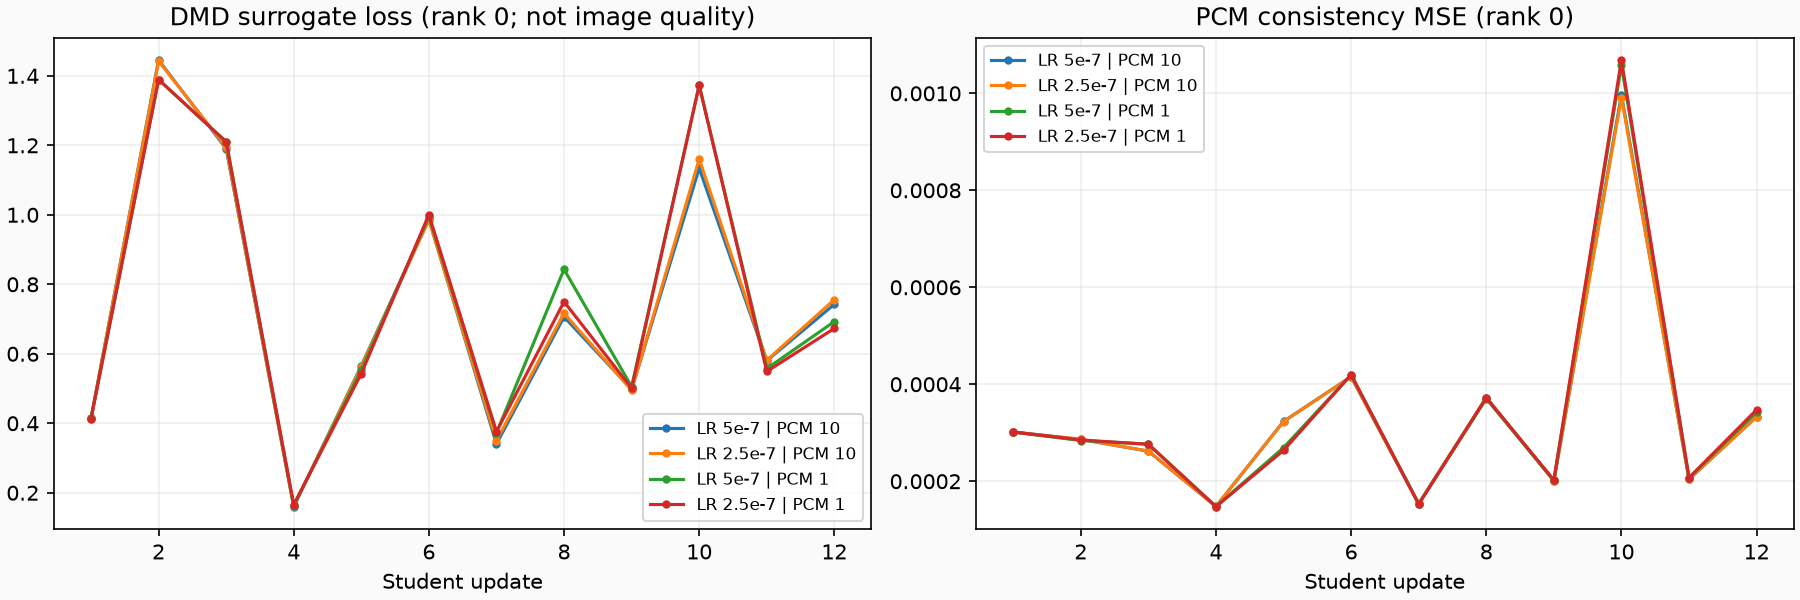 DMD surrogate loss (rank 0; not image quality)
1.4
1.2
1.0
0.8
0.6
0.4
0.2
LR 5e-7 | PCM 10
LR 2.5e-7 | PCM 10
LR 5e-7 | PCM 1
LR 2.5e-7 | PCM 1
2 4 6 8 10 12
Student update
PCM consistency MSE (rank 0)
LR 5e-7 | PCM 10
LR 2.5e-7 | PCM 10
LR 5e-7 | PCM 1
LR 2.5e-7 | PCM 1
0.0010
0.0008
0.0006
0.0004
0.0002
2 4 6 8 10 12
Student update